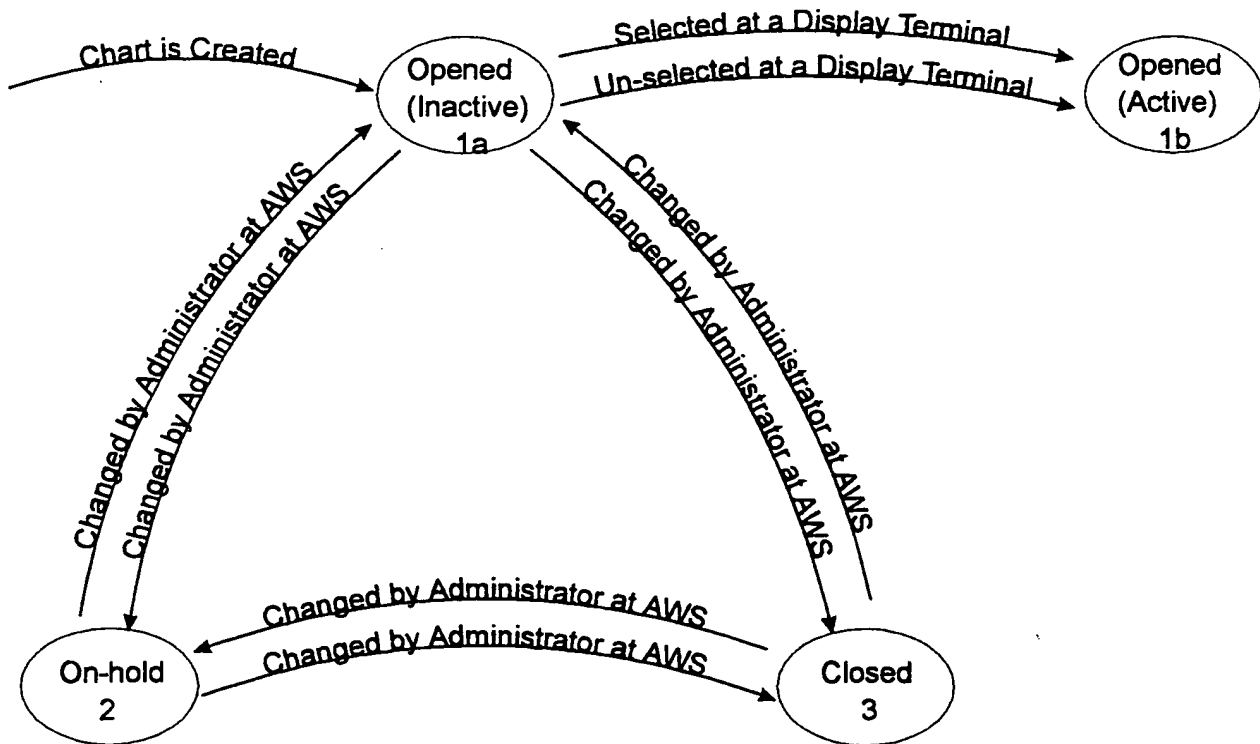 Chart is Created
Opened
(Inactive)
1a
Selected at a Display Terminal
Un-selected at a Display Terminal
Opened
(Active)
1b
Changed by Administrator at AWS
Changed by Administrator at AWS
Changed by Administrator at AWS
Changed by Administrator at AWS
Changed by Administrator at AWS
Changed by Administrator at AWS
On-hold
2
Closed
3